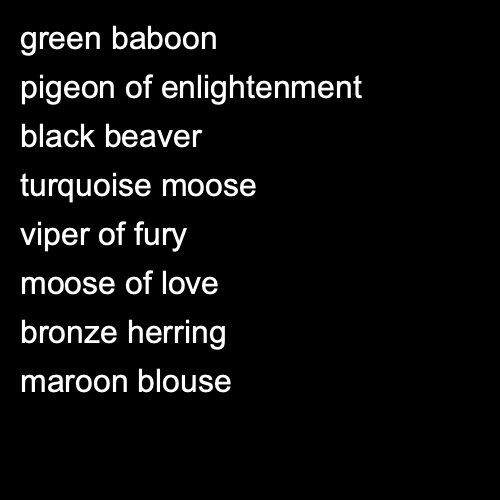 green baboon
pigeon of enlightenment
black beaver
turquoise moose
viper of fury
moose of love
bronze herring
maroon blouse